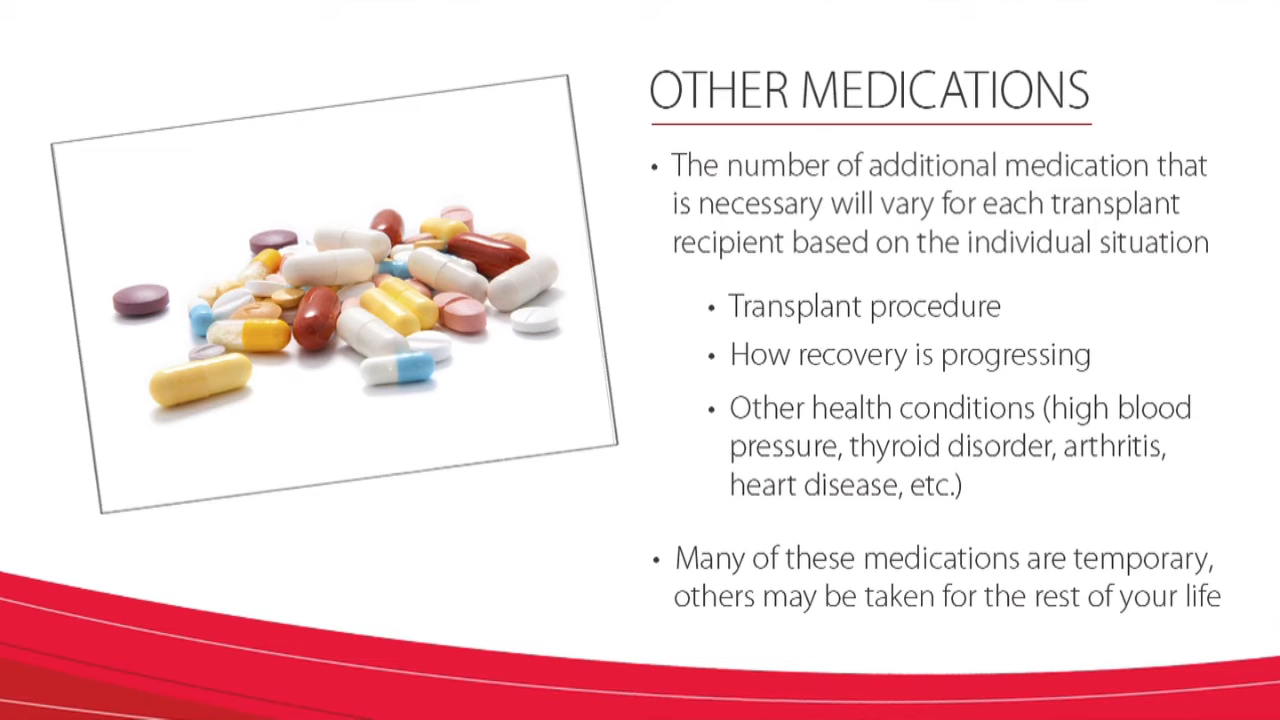 OTHER MEDICATIONS
• The number of additional medication that
is necessary will vary for each transplant
recipient based on the individual situation
• Transplant procedure
• How recovery is progressing
• Other health conditions (high blood
pressure, thyroid disorder, arthritis,
heart disease, etc.)
• Many of these medications are temporary,
others may be taken for the rest of your life